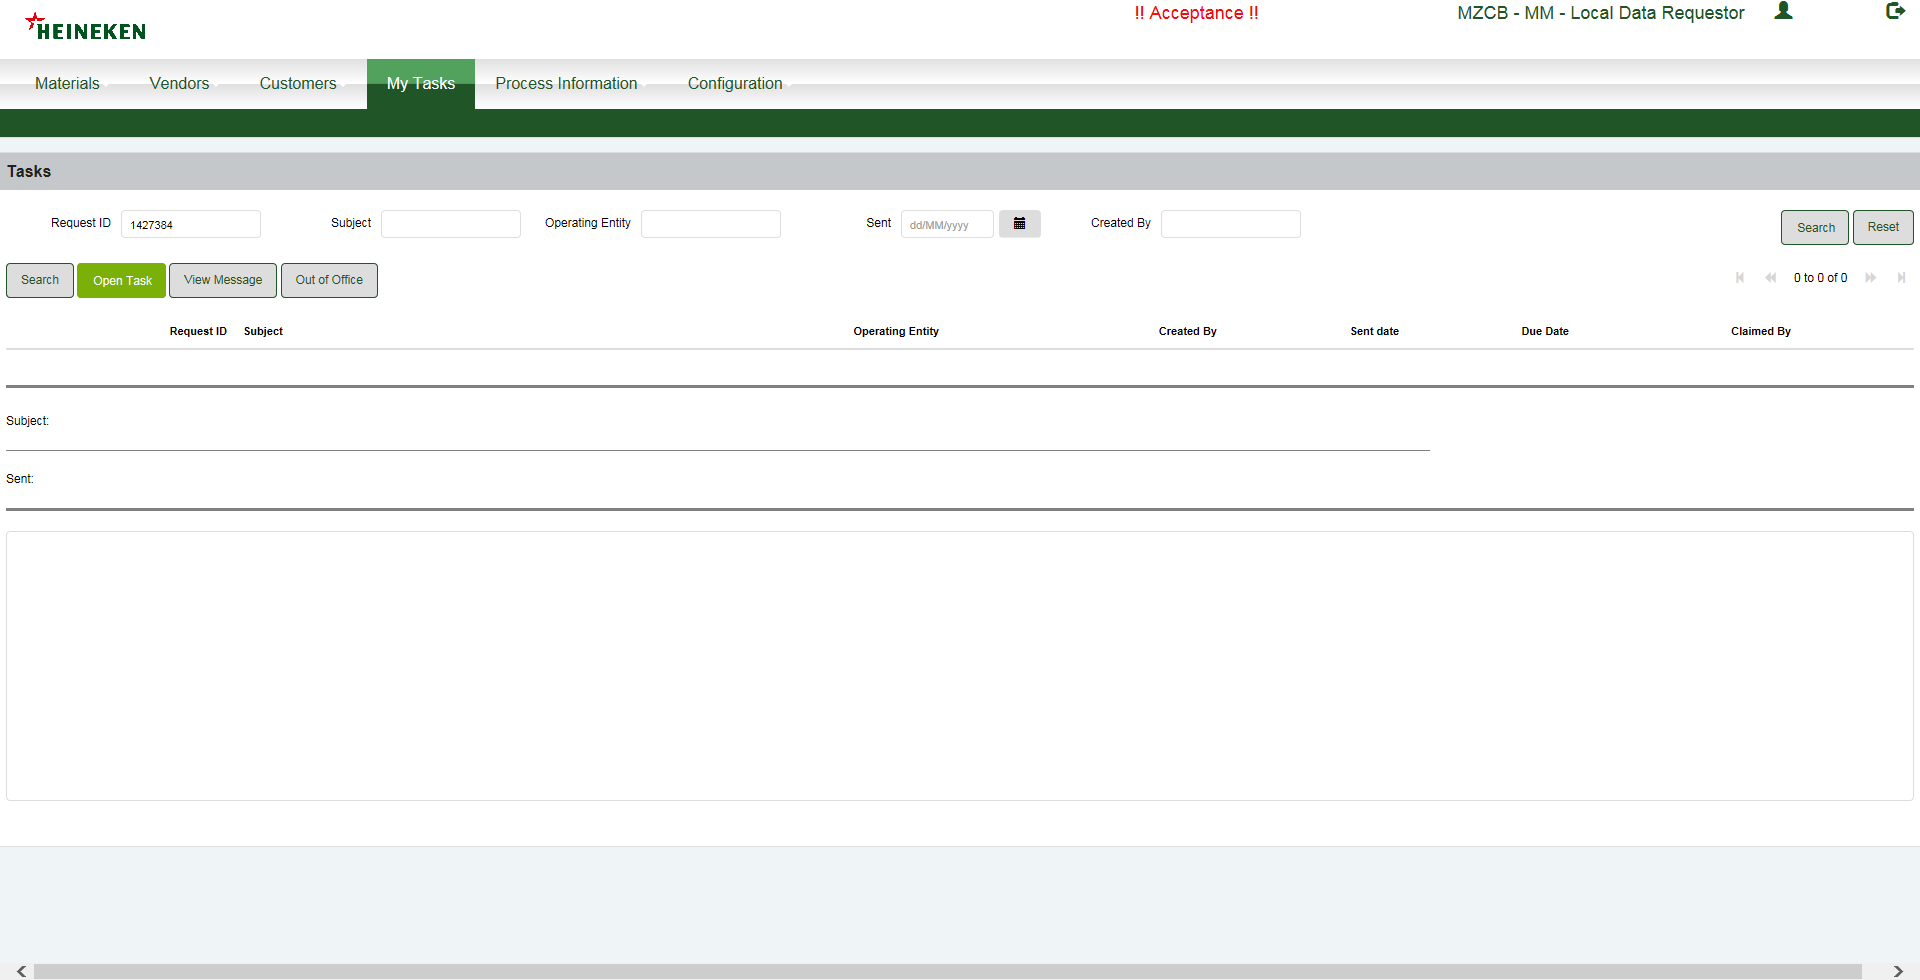 HEINEKEN
!! Acceptance !!
MZCB - MM - Local Data Requestor
Materials
Vendors
Customers
My Tasks
Process Information
Configuration
Tasks
Request ID 1427384
Subject
Operating Entity
Sent dd/MM/yyyy
Created By
Search
Reset
Search
Open Task
View Message
Out of Office
0 to 0 of 0
Request ID Subject Operating Entity Created By Sent date Due Date Claimed By
Subject:
Sent: